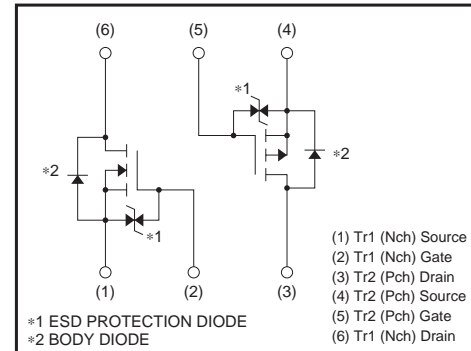 (6) (5) (4)
∗1
∗2
∗2
∗1
(1) (2) (3)
(1) Tr1 (Nch) Source
(2) Tr1 (Nch) Gate
(3) Tr2 (Pch) Drain
(4) Tr2 (Pch) Source
(5) Tr2 (Pch) Gate
(6) Tr1 (Nch) Drain
∗1 ESD PROTECTION DIODE
∗2 BODY DIODE